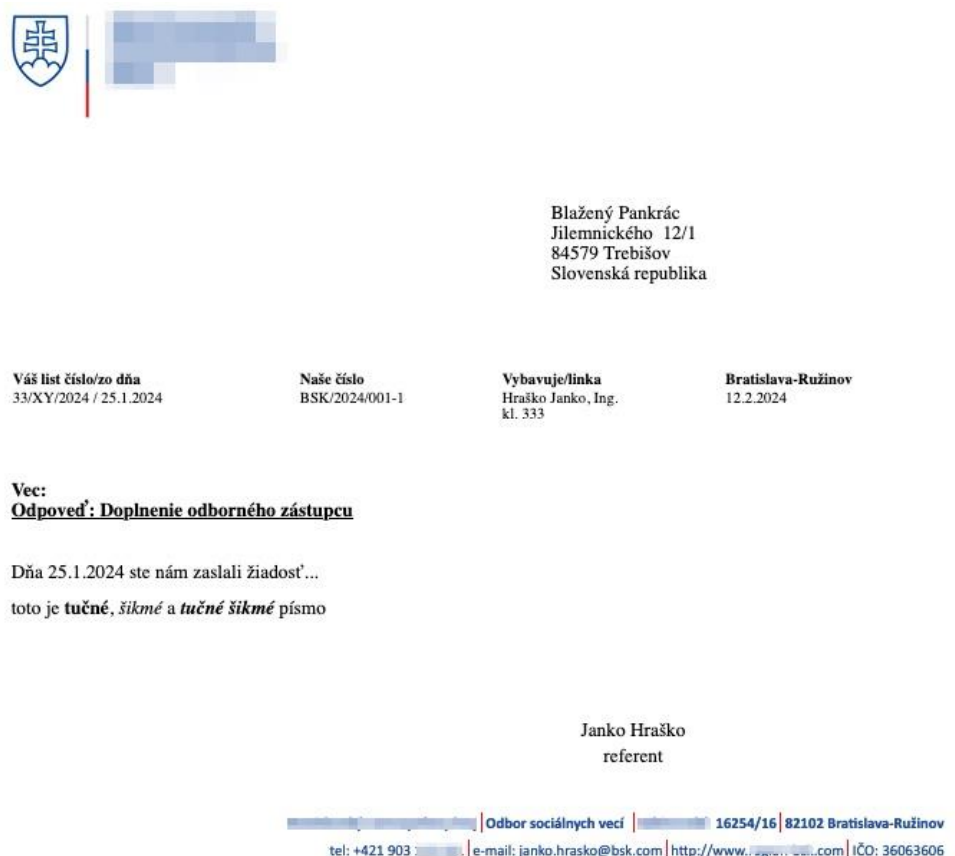 Blažený Pankrác
Jilemnického 12/1
84579 Trebišov
Slovenská republika
Váš list číslo/zo dňa
33/XY/2024 / 25.1.2024
Naše číslo
BSK/2024/001-1
Vybavuje/linka
Hraško Janko, Ing.
kl. 333
Bratislava-Ružinov
12.2.2024
Vec:
Odpoveď: Doplnenie odborného zástupcu
Dňa 25.1.2024 ste nám zaslali žiadosť...
toto je tučné, šikmé a tučné šikmé písmo
Janko Hraško
referent
Odbor sociálnych vecí | 16254/16 | 82102 Bratislava-Ružinov
tel: +421 903 | e-mail: janko.hrasko@bsk.com | http://www. .com | IČO: 36063606